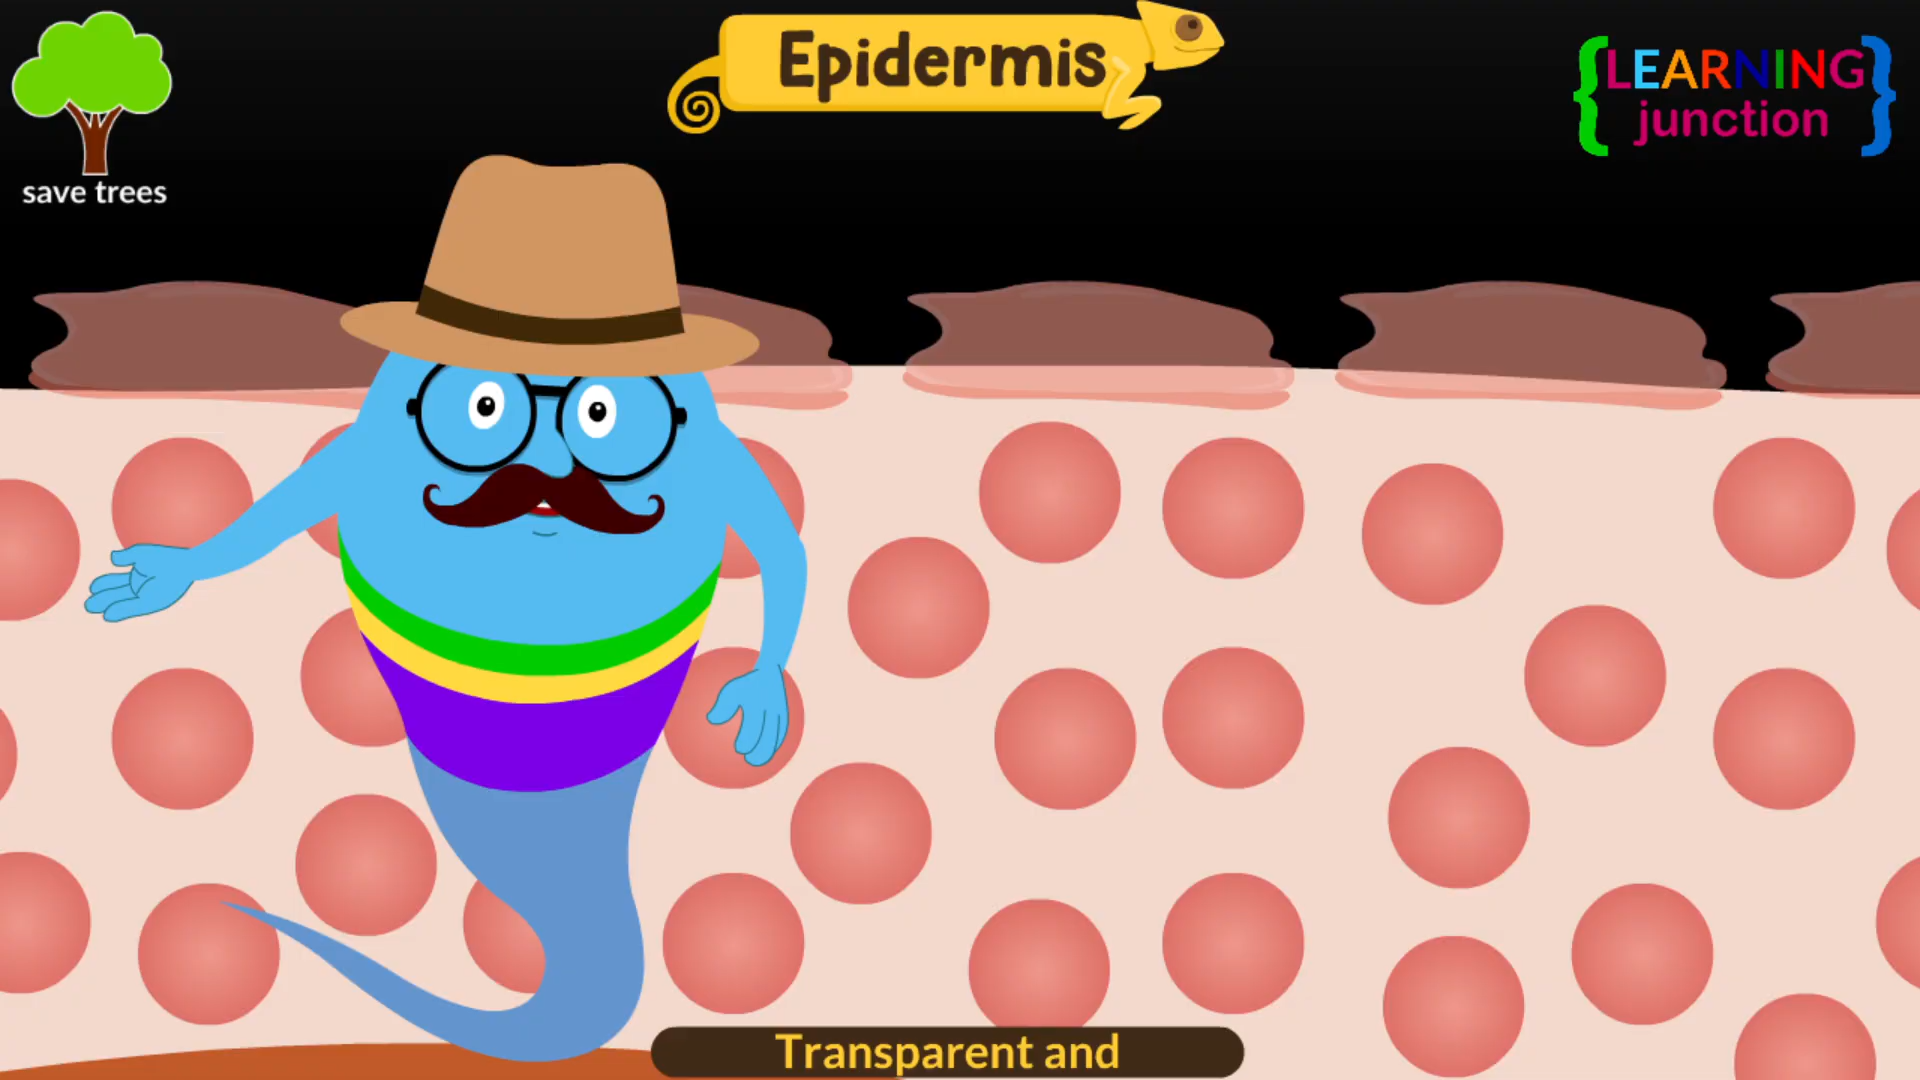 Epidermis
LEARNING
junction
save trees
Transparent and